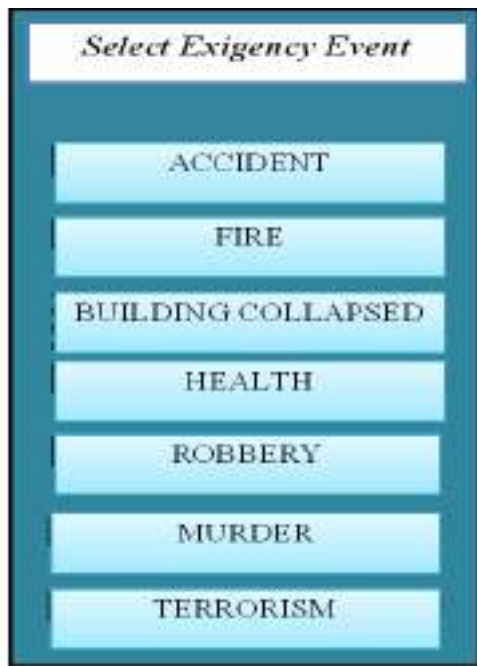 Select Exigency Event
ACCIDENT
FIRE
BUILDING COLLAPSED
HEALTH
ROBBERY
MURDER
TERRORISM